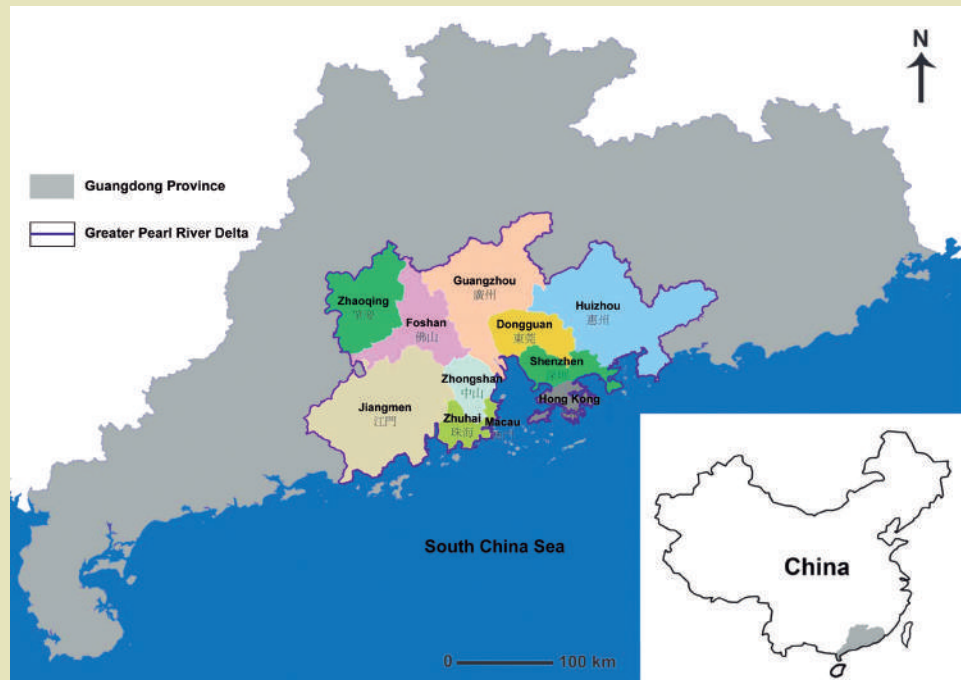 N
Guangdong Province
Greater Pearl River Delta
Guangzhou
廣州
Zhaoqing
Huizhou
惠州
Foshan
佛山
Dongguan
東莞
Shenzhen
深圳
Zhongshan
中山
Hong Kong
Jiangmen
江門
Zhuhai
珠海
Macau
South China Sea
China
0
100 km